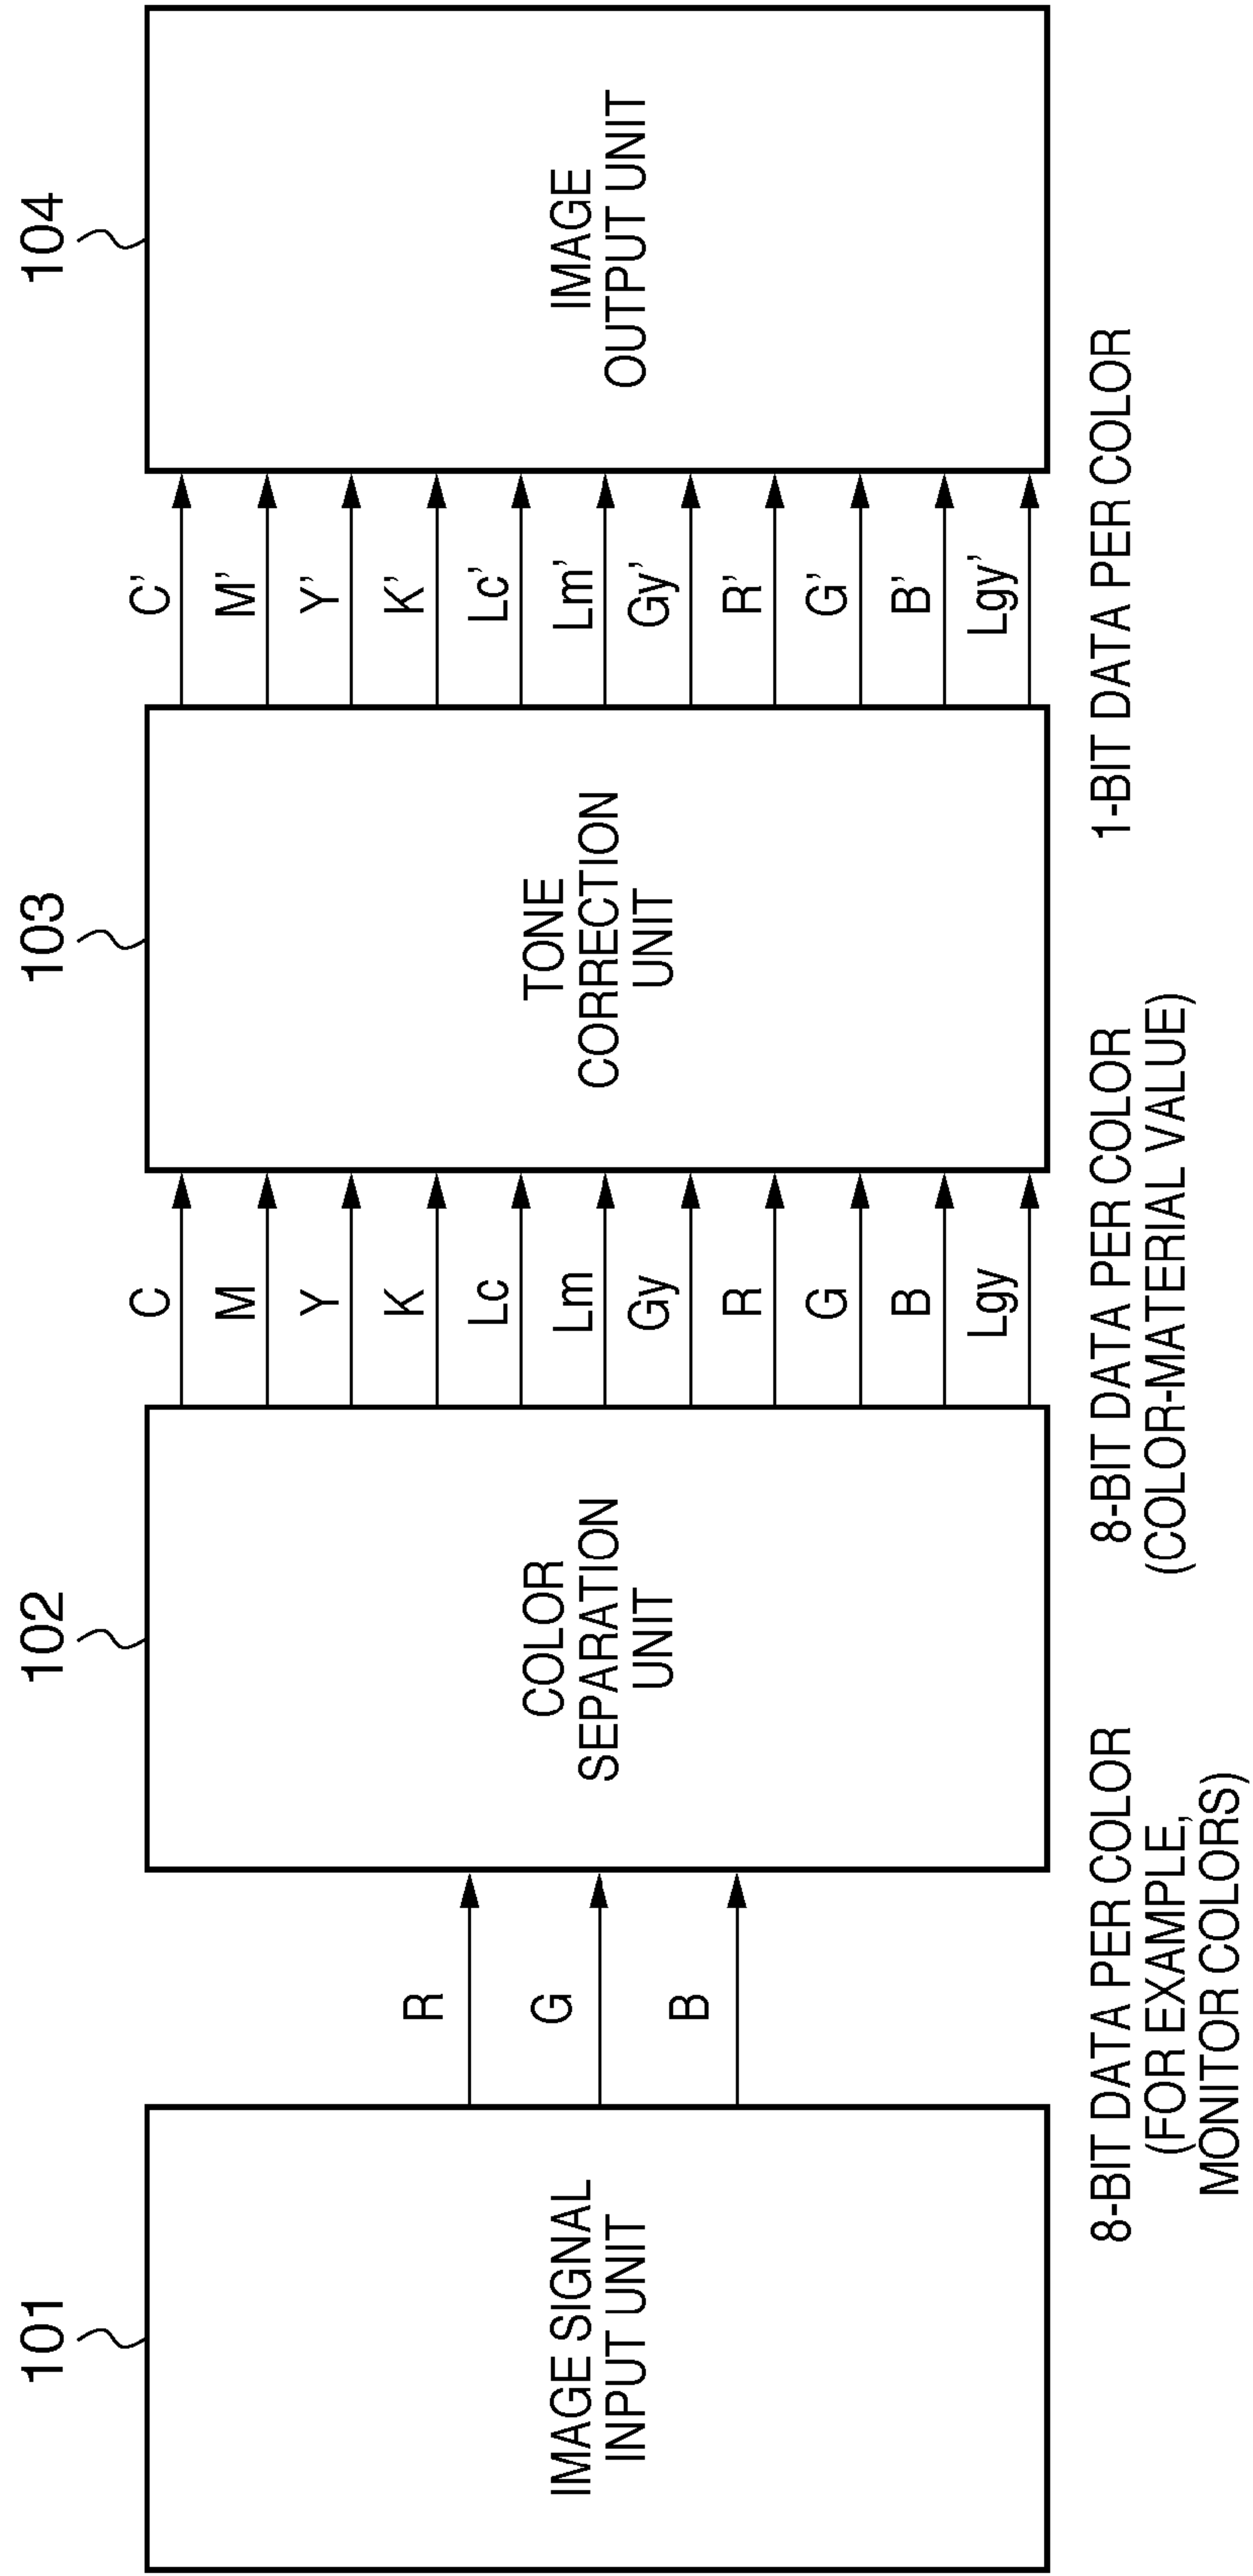 101
IMAGE SIGNAL
INPUT UNIT
R
G
B
8-BIT DATA PER COLOR
(FOR EXAMPLE,
MONITOR COLORS)
102
COLOR
SEPARATION
UNIT
C
M
Y
K
Lc
Lm
Gy
R
G
B
Lgy
8-BIT DATA PER COLOR
(COLOR-MATERIAL VALUE)
103
TONE
CORRECTION
UNIT
C’
M’
Y’
K’
Lc’
Lm’
Gy’
R’
G’
B’
Lgy’
1-BIT DATA PER COLOR
104
IMAGE
OUTPUT UNIT